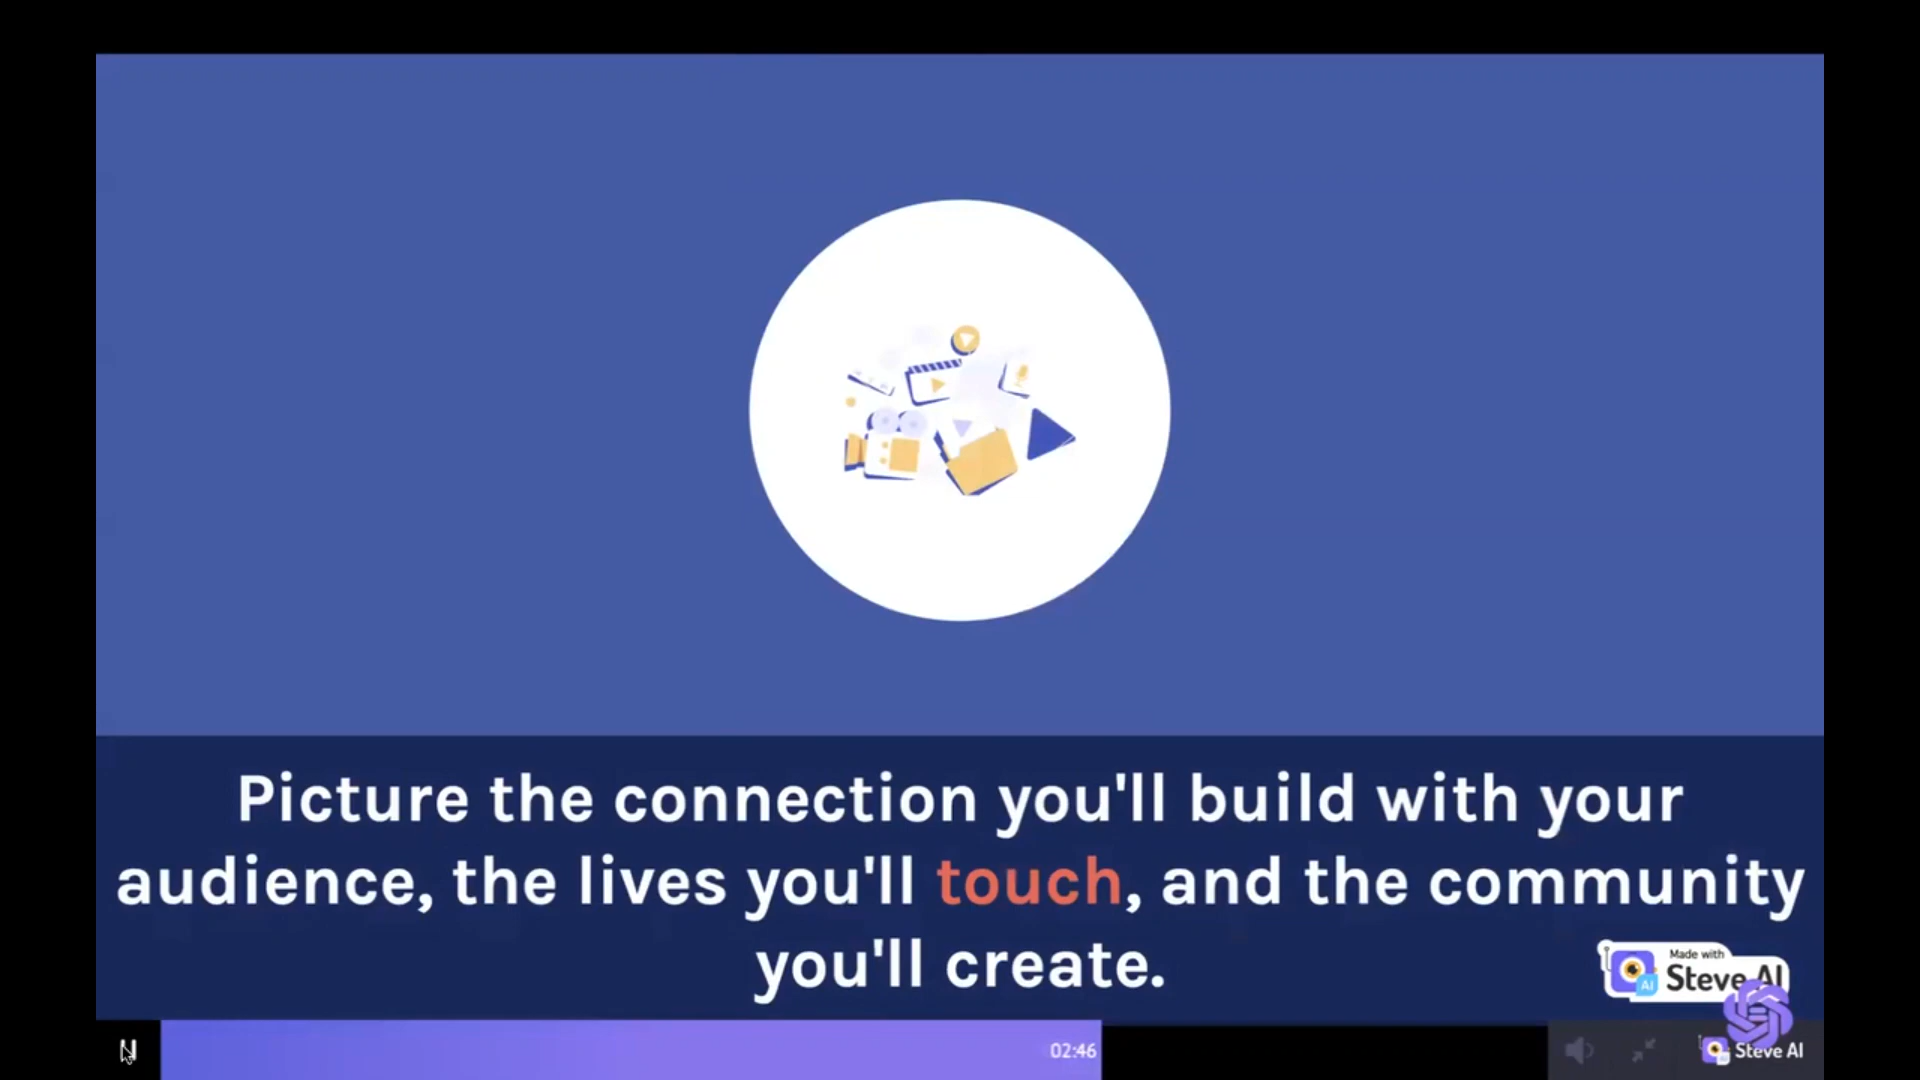 Picture the connection you'll build with your
audience, the lives you'll touch, and the community
you'll create.
Made with
Steve AI
AI
02:46
Steve AI